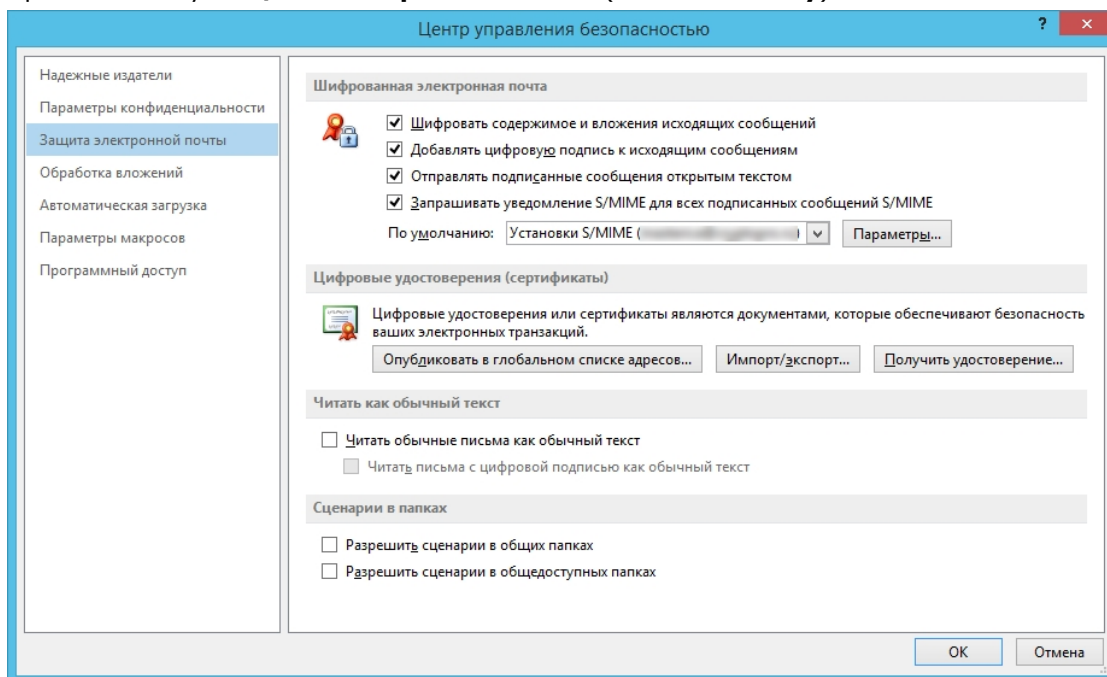 Центр управления безопасностью
?
Надежные издатели
Параметры конфиденциальности
Защита электронной почты
Обработка вложений
Автоматическая загрузка
Параметры макросов
Программный доступ
Шифрованная электронная почта
Шифровать содержимое и вложения исходящих сообщений
Добавлять цифровую подпись к исходящим сообщениям
Отправлять подписанные сообщения открытым текстом
Запрашивать уведомление S/MIME для всех подписанных сообщений S/MIME
По умолчанию: Установки S/MIME ( ) Параметры...
Цифровые удостоверения (сертификаты)
Цифровые удостоверения или сертификаты являются документами, которые обеспечивают безопасность
ваших электронных транзакций.
Опубликовать в глобальном списке адресов... Импорт/экспорт... Получить удостоверение...
Читать как обычный текст
Читать обычные письма как обычный текст
Читать письма с цифровой подписью как обычный текст
Сценарии в папках
Разрешить сценарии в общих папках
Разрешить сценарии в общедоступных папках
ОК Отмена